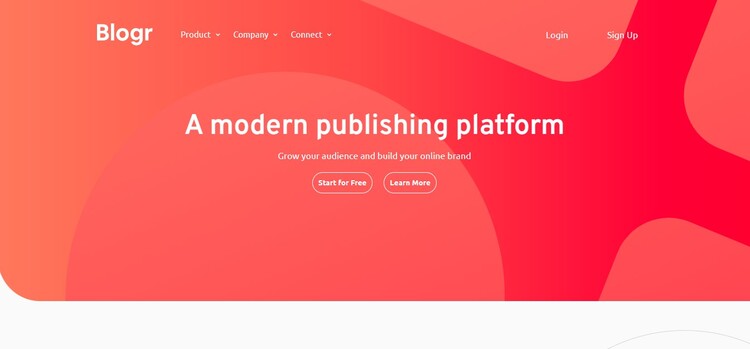 Blogr Product Company Connect Login Sign Up
A modern publishing platform
Grow your audience and build your online brand
Start for Free Learn More